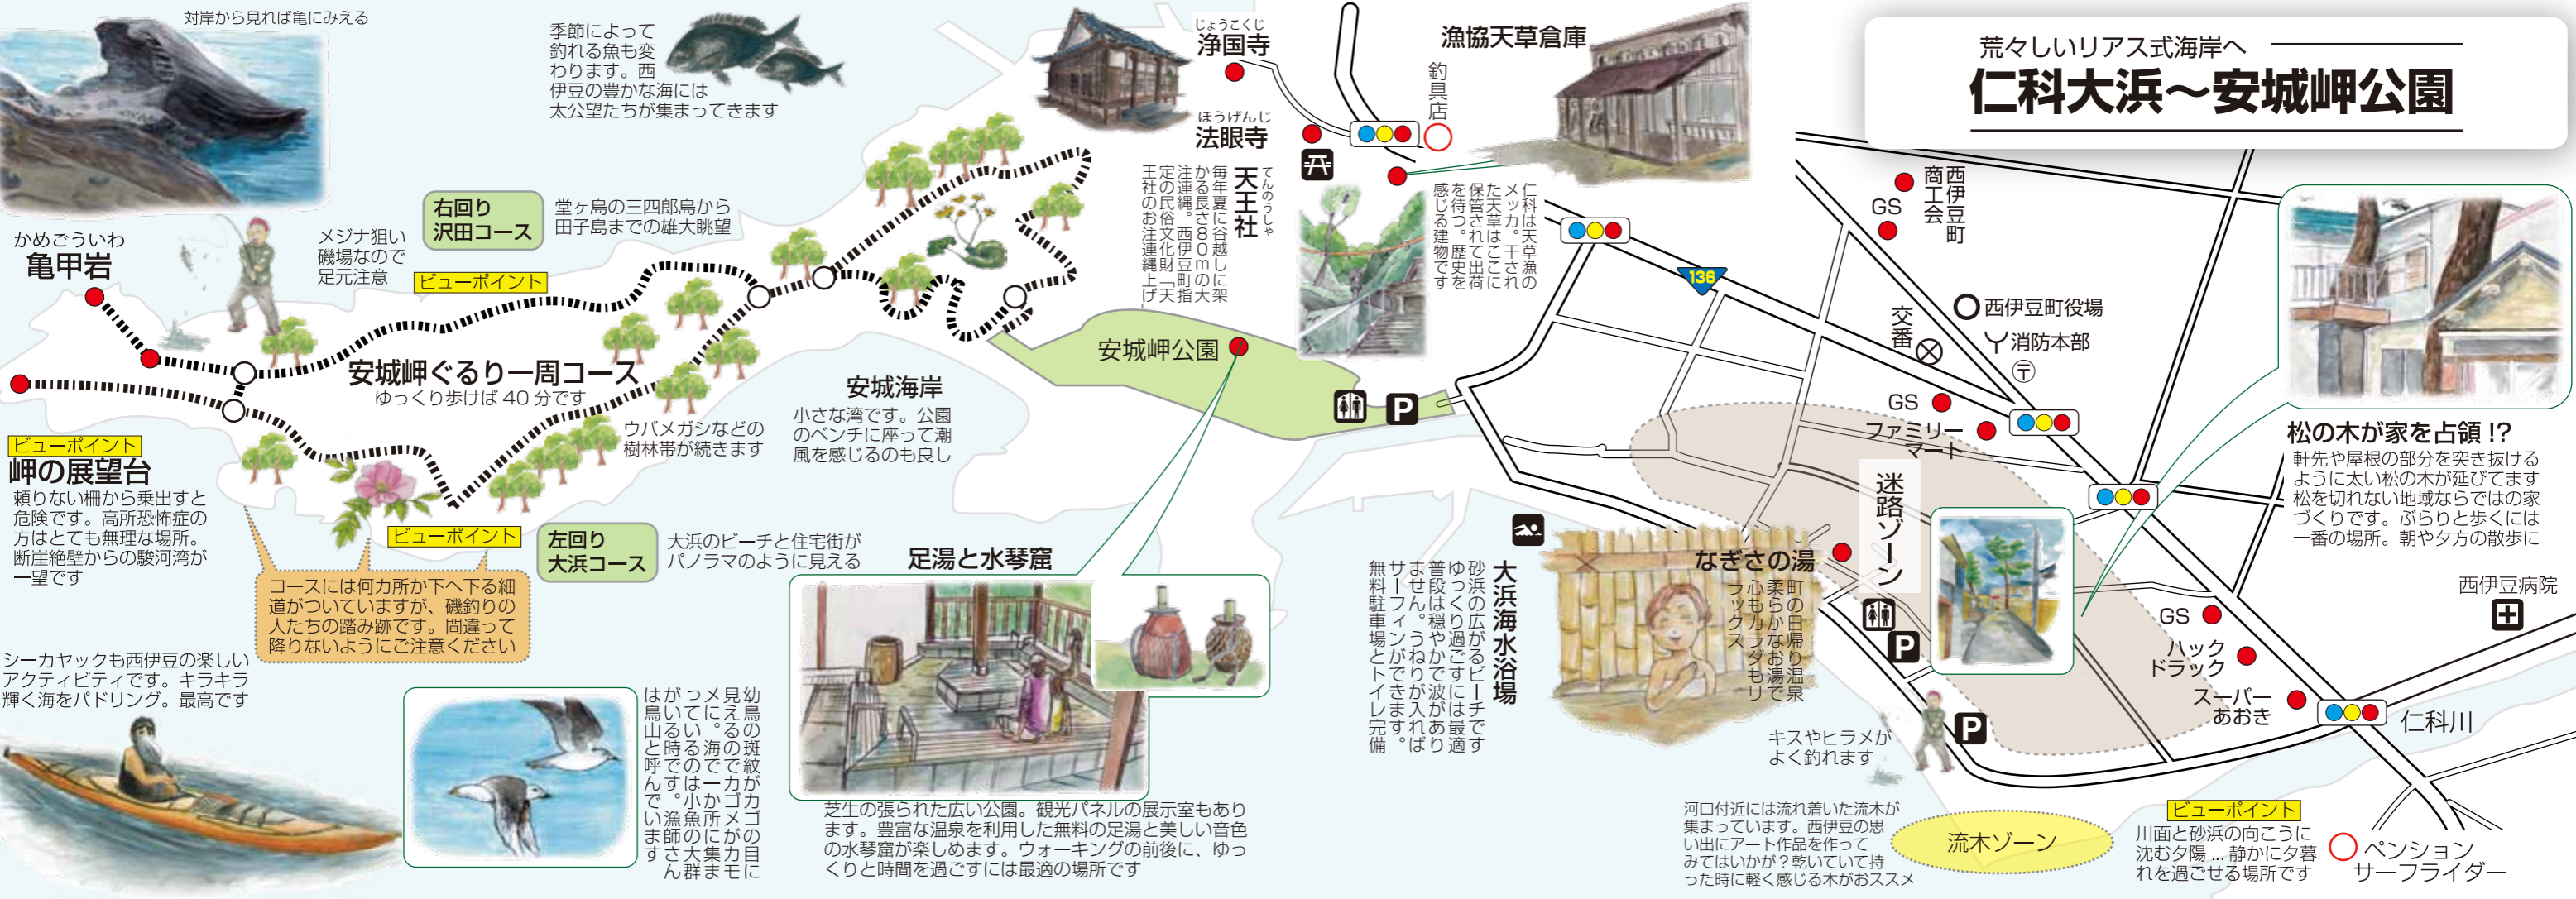 荒々しいリアス式海岸へ
仁科大浜～安城岬公園
対岸から見れば亀にみえる
かめごういわ
亀甲岩
季節によって
釣れる魚も変
わります。西
伊豆の豊かな海には
太公望たちが集まってきます
メジナ狙い
磯場なので
足元注意
右回り
沢田コース
堂ヶ島の三四郎島から
田子島までの雄大眺望
ビューポイント
安城岬ぐるり一周コース
ゆっくり歩けば 40 分です
ビューポイント
岬の展望台
頼りない柵から乗出すと
危険です。高所恐怖症の
方はとても無理な場所。
断崖絶壁からの駿河湾が
一望です
ウバメガシなどの
樹林帯が続きます
ビューポイント
左回り
大浜コース
大浜のビーチと住宅街が
パノラマのように見える
コースには何カ所か下へ下る細
道がついていますが、磯釣りの
人たちの踏み跡です。間違って
降りないようにご注意ください
シーカヤックも西伊豆の楽しい
アクティビティです。キラキラ
輝く海をパドリング。最高です
幼鳥の斑紋がカゴの目に
見えるのでカゴメがカモ
メに。海で一か所に集ま
っているのは小魚の大群
がいる時です。漁師さん
は鳥山と呼んでいます
安城海岸
小さな湾です。公園
のベンチに座って潮
風を感じるのも良し
安城岬公園
足湯と水琴窟
芝生の張られた広い公園。観光パネルの展示室もあり
ます。豊富な温泉を利用した無料の足湯と美しい音色
の水琴窟が楽しめます。ウォーキングの前後に、ゆっ
くりと時間を過ごすには最適の場所です
じょうこくじ
浄国寺
ほうげんじ
法眼寺
てんのうしゃ
天王社
毎年夏に谷越しに架
かる長さ80mの大
注連縄。西伊豆町指
定の民俗文化財「天
王社のお注連縄上げ」
漁協天草倉庫
釣具店
仁科は天草漁の
メッカ。干され
た天草はここに
保管されて出荷
を待つ。歴史を
感じる建物です
P
大浜海水浴場
砂浜の広がるビーチです
ゆっくり過ごすには最適
普段は穏やかで波があり
ません。うねりが入れば
サーフィンができます。
無料駐車場とトイレ完備
なぎさの湯
町の日帰り温泉
柔らかなお湯で
心もカラダもリ
ラックス
西伊豆町
商工会
GS
136
西伊豆町役場
交番
消防本部
〒
GS
ファミリー
マート
迷路ゾーン
P
P
松の木が家を占領 !?
軒先や屋根の部分を突き抜ける
ように太い松の木が延びてます
松を切れない地域ならではの家
づくりです。ぶらりと歩くには
一番の場所。朝や夕方の散歩に
西伊豆病院
GS
ハック
ドラック
スーパー
あおき
仁科川
キスやヒラメが
よく釣れます
河口付近には流れ着いた流木が
集まっています。西伊豆の思
い出にアート作品を作って
みてはいかが？乾いていて持
った時に軽く感じる木がおススメ
流木ゾーン
ビューポイント
川面と砂浜の向こうに
沈む夕陽 ... 静かに夕暮
れを過ごせる場所です
ペンション
サーフライダー